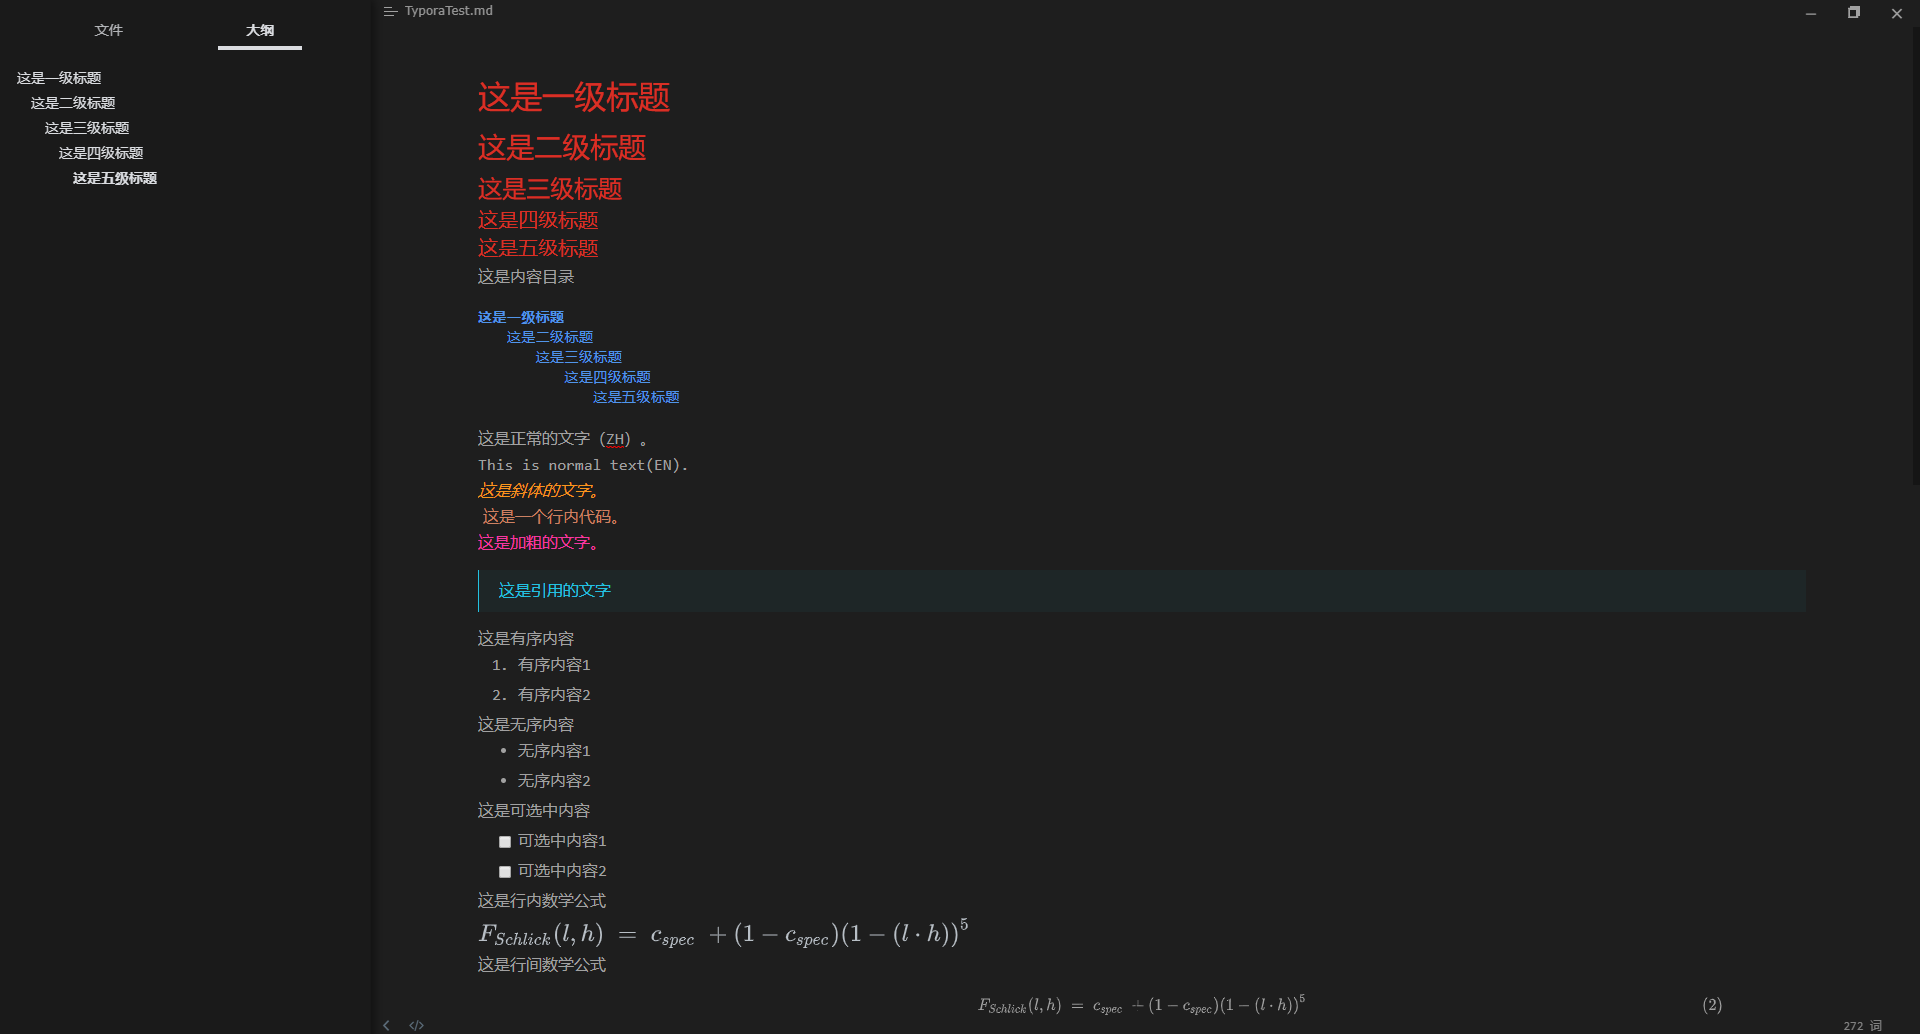 文件 大纲
这是一级标题
这是二级标题
这是三级标题
这是四级标题
这是五级标题
TyporaTest.md
这是一级标题
这是二级标题
这是三级标题
这是四级标题
这是五级标题
这是内容目录
这是一级标题
这是二级标题
这是三级标题
这是四级标题
这是五级标题
这是正常的文字（ZH）。
This is normal text(EN).
这是斜体的文字。
这是一个行内代码。
这是加粗的文字。
这是引用的文字
这是有序内容
1. 有序内容1
2. 有序内容2
这是无序内容
• 无序内容1
• 无序内容2
这是可选中内容
可选中内容1
可选中内容2
这是行内数学公式
F_{Schlick}(l, h) = c_{spec} + (1 − c_{spec})(1 − (l · h))^5
这是行间数学公式
F_{Schlick}(l, h) = c_{spec} + (1 − c_{spec})(1 − (l · h))^5 (2)
272 词